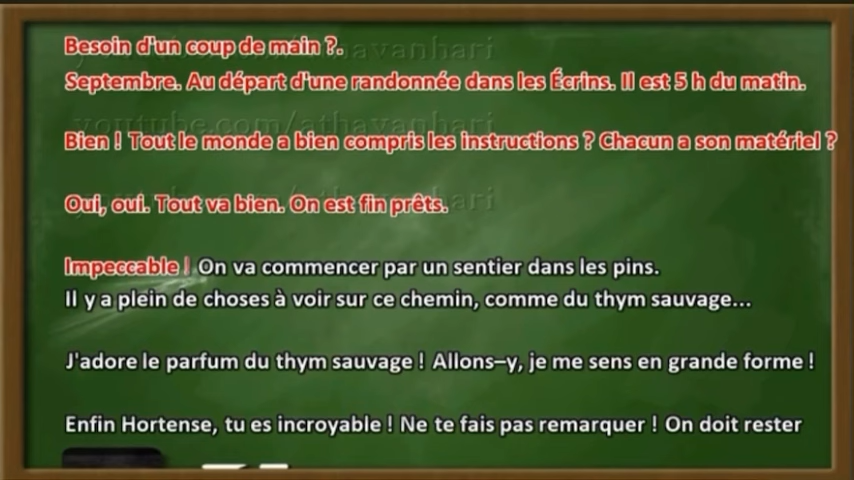 Besoin d'un coup de main ?.
Septembre. Au départ d'une randonnée dans les Écrins. Il est 5 h du matin.
youtube.com/athavanhari
Bien ! Tout le monde a bien compris les instructions ? Chacun a son matériel ?
Oui, oui. Tout va bien. On est fin prêts.
Impeccable ! On va commencer par un sentier dans les pins.
Il y a plein de choses à voir sur ce chemin, comme du thym sauvage...
J'adore le parfum du thym sauvage ! Allons–y, je me sens en grande forme !
Enfin Hortense, tu es incroyable ! Ne te fais pas remarquer ! On doit rester